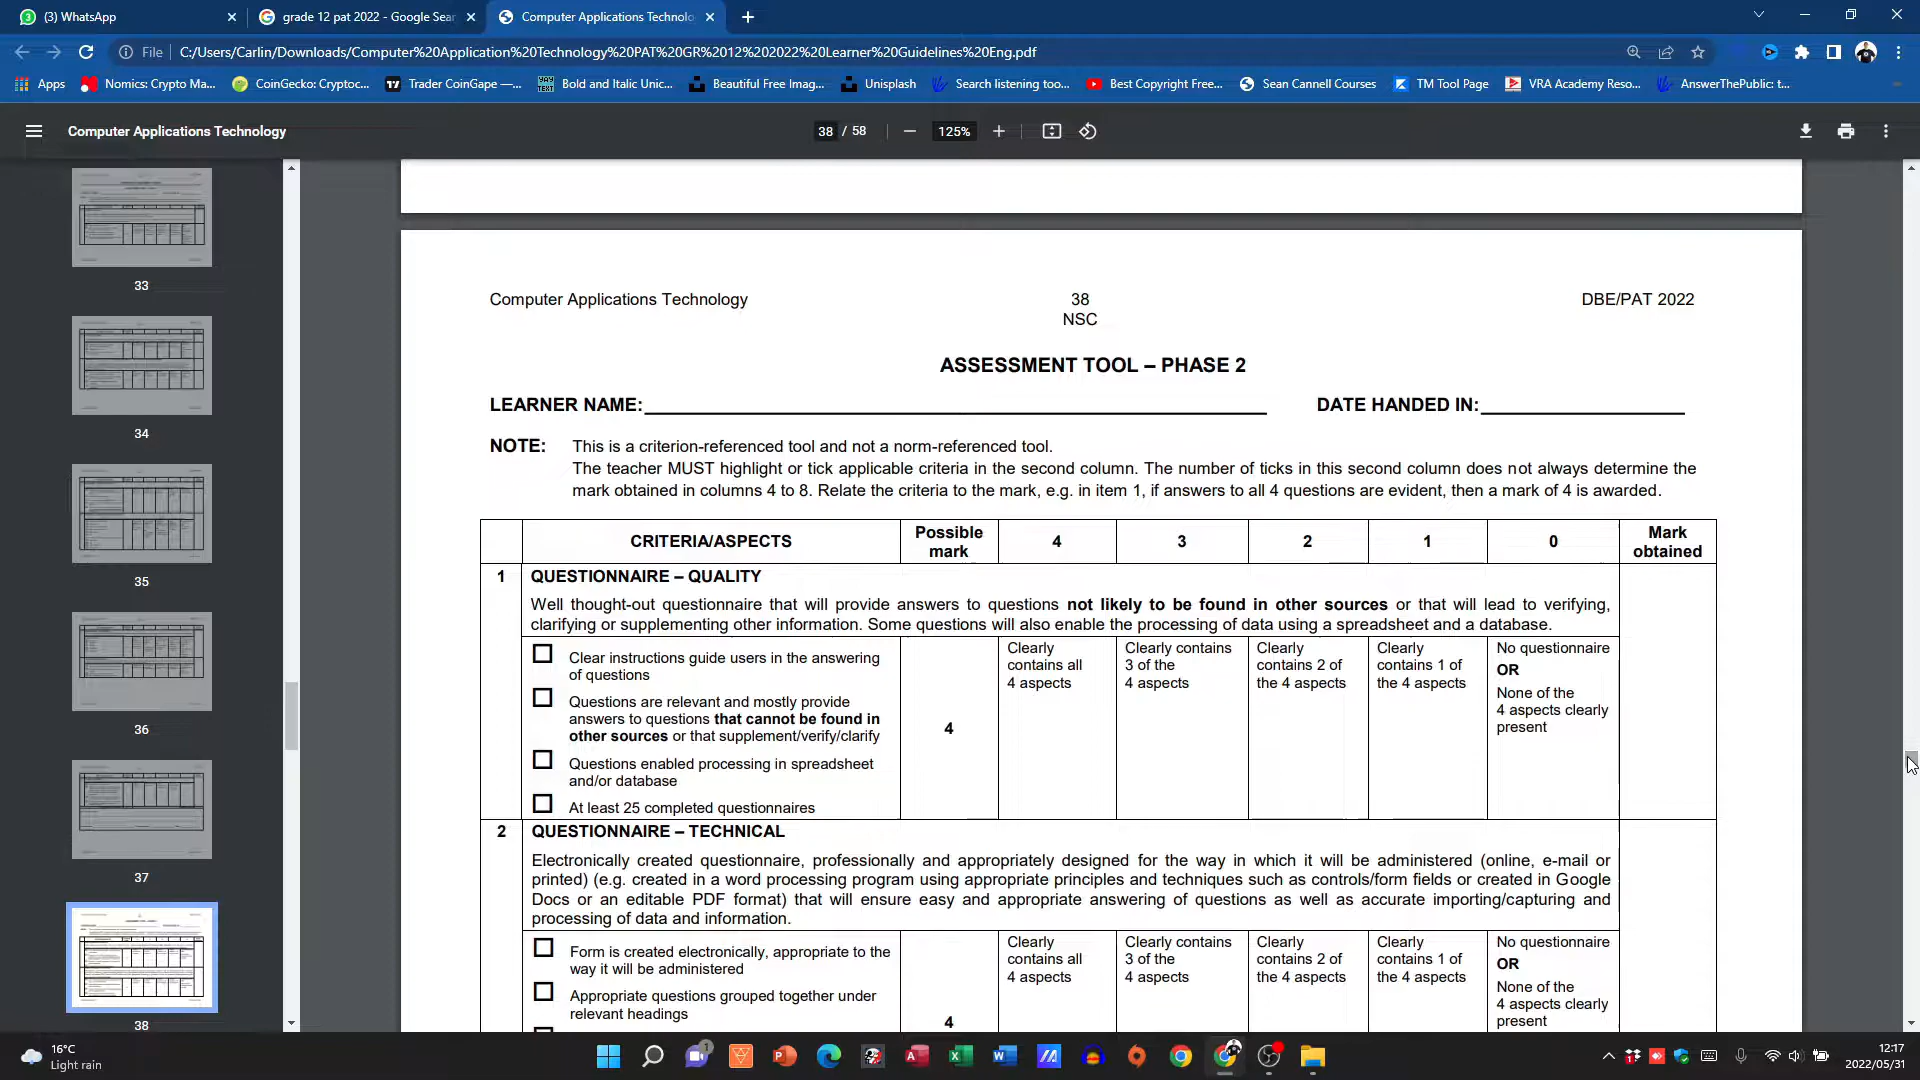 (3) WhatsApp
grade 12 pat 2022 - Google Sear
Computer Applications Technolo
File
C:/Users/Carlin/Downloads/Computer%20Application%20Technology%20PAT%20GR%2012%202022%20Learner%20Guidelines%20Eng.pdf
Apps
Nomics: Crypto Ma...
CoinGecko: Cryptoc...
Trader CoinGape —...
Bold and Italic Unic...
Beautiful Free Imag...
Unisplash
Search listening too...
Best Copyright Free...
Sean Cannell Courses
TM Tool Page
VRA Academy Reso...
AnswerThePublic: t...
Computer Applications Technology
38 / 58
125%
33
34
35
36
37
38
Computer Applications Technology
38
NSC
DBE/PAT 2022
ASSESSMENT TOOL – PHASE 2
LEARNER NAME:
DATE HANDED IN:
NOTE: This is a criterion-referenced tool and not a norm-referenced tool.
The teacher MUST highlight or tick applicable criteria in the second column. The number of ticks in this second column does not always determine the
mark obtained in columns 4 to 8. Relate the criteria to the mark, e.g. in item 1, if answers to all 4 questions are evident, then a mark of 4 is awarded.
CRITERIA/ASPECTS
Possible
mark
4
3
2
1
0
Mark
obtained
1
QUESTIONNAIRE – QUALITY
Well thought-out questionnaire that will provide answers to questions not likely to be found in other sources or that will lead to verifying,
clarifying or supplementing other information. Some questions will also enable the processing of data using a spreadsheet and a database.
Clear instructions guide users in the answering
of questions
Questions are relevant and mostly provide
answers to questions that cannot be found in
other sources or that supplement/verify/clarify
Questions enabled processing in spreadsheet
and/or database
At least 25 completed questionnaires
4
Clearly
contains all
4 aspects
Clearly contains
3 of the
4 aspects
Clearly
contains 2 of
the 4 aspects
Clearly
contains 1 of
the 4 aspects
No questionnaire
OR
None of the
4 aspects clearly
present
2
QUESTIONNAIRE – TECHNICAL
Electronically created questionnaire, professionally and appropriately designed for the way in which it will be administered (online, e-mail or
printed) (e.g. created in a word processing program using appropriate principles and techniques such as controls/form fields or created in Google
Docs or an editable PDF format) that will ensure easy and appropriate answering of questions as well as accurate importing/capturing and
processing of data and information.
Form is created electronically, appropriate to the
way it will be administered
Appropriate questions grouped together under
relevant headings
4
Clearly
contains all
4 aspects
Clearly contains
3 of the
4 aspects
Clearly
contains 2 of
the 4 aspects
Clearly
contains 1 of
the 4 aspects
No questionnaire
OR
None of the
4 aspects clearly
present
16°C
Light rain
12:17
2022/05/31